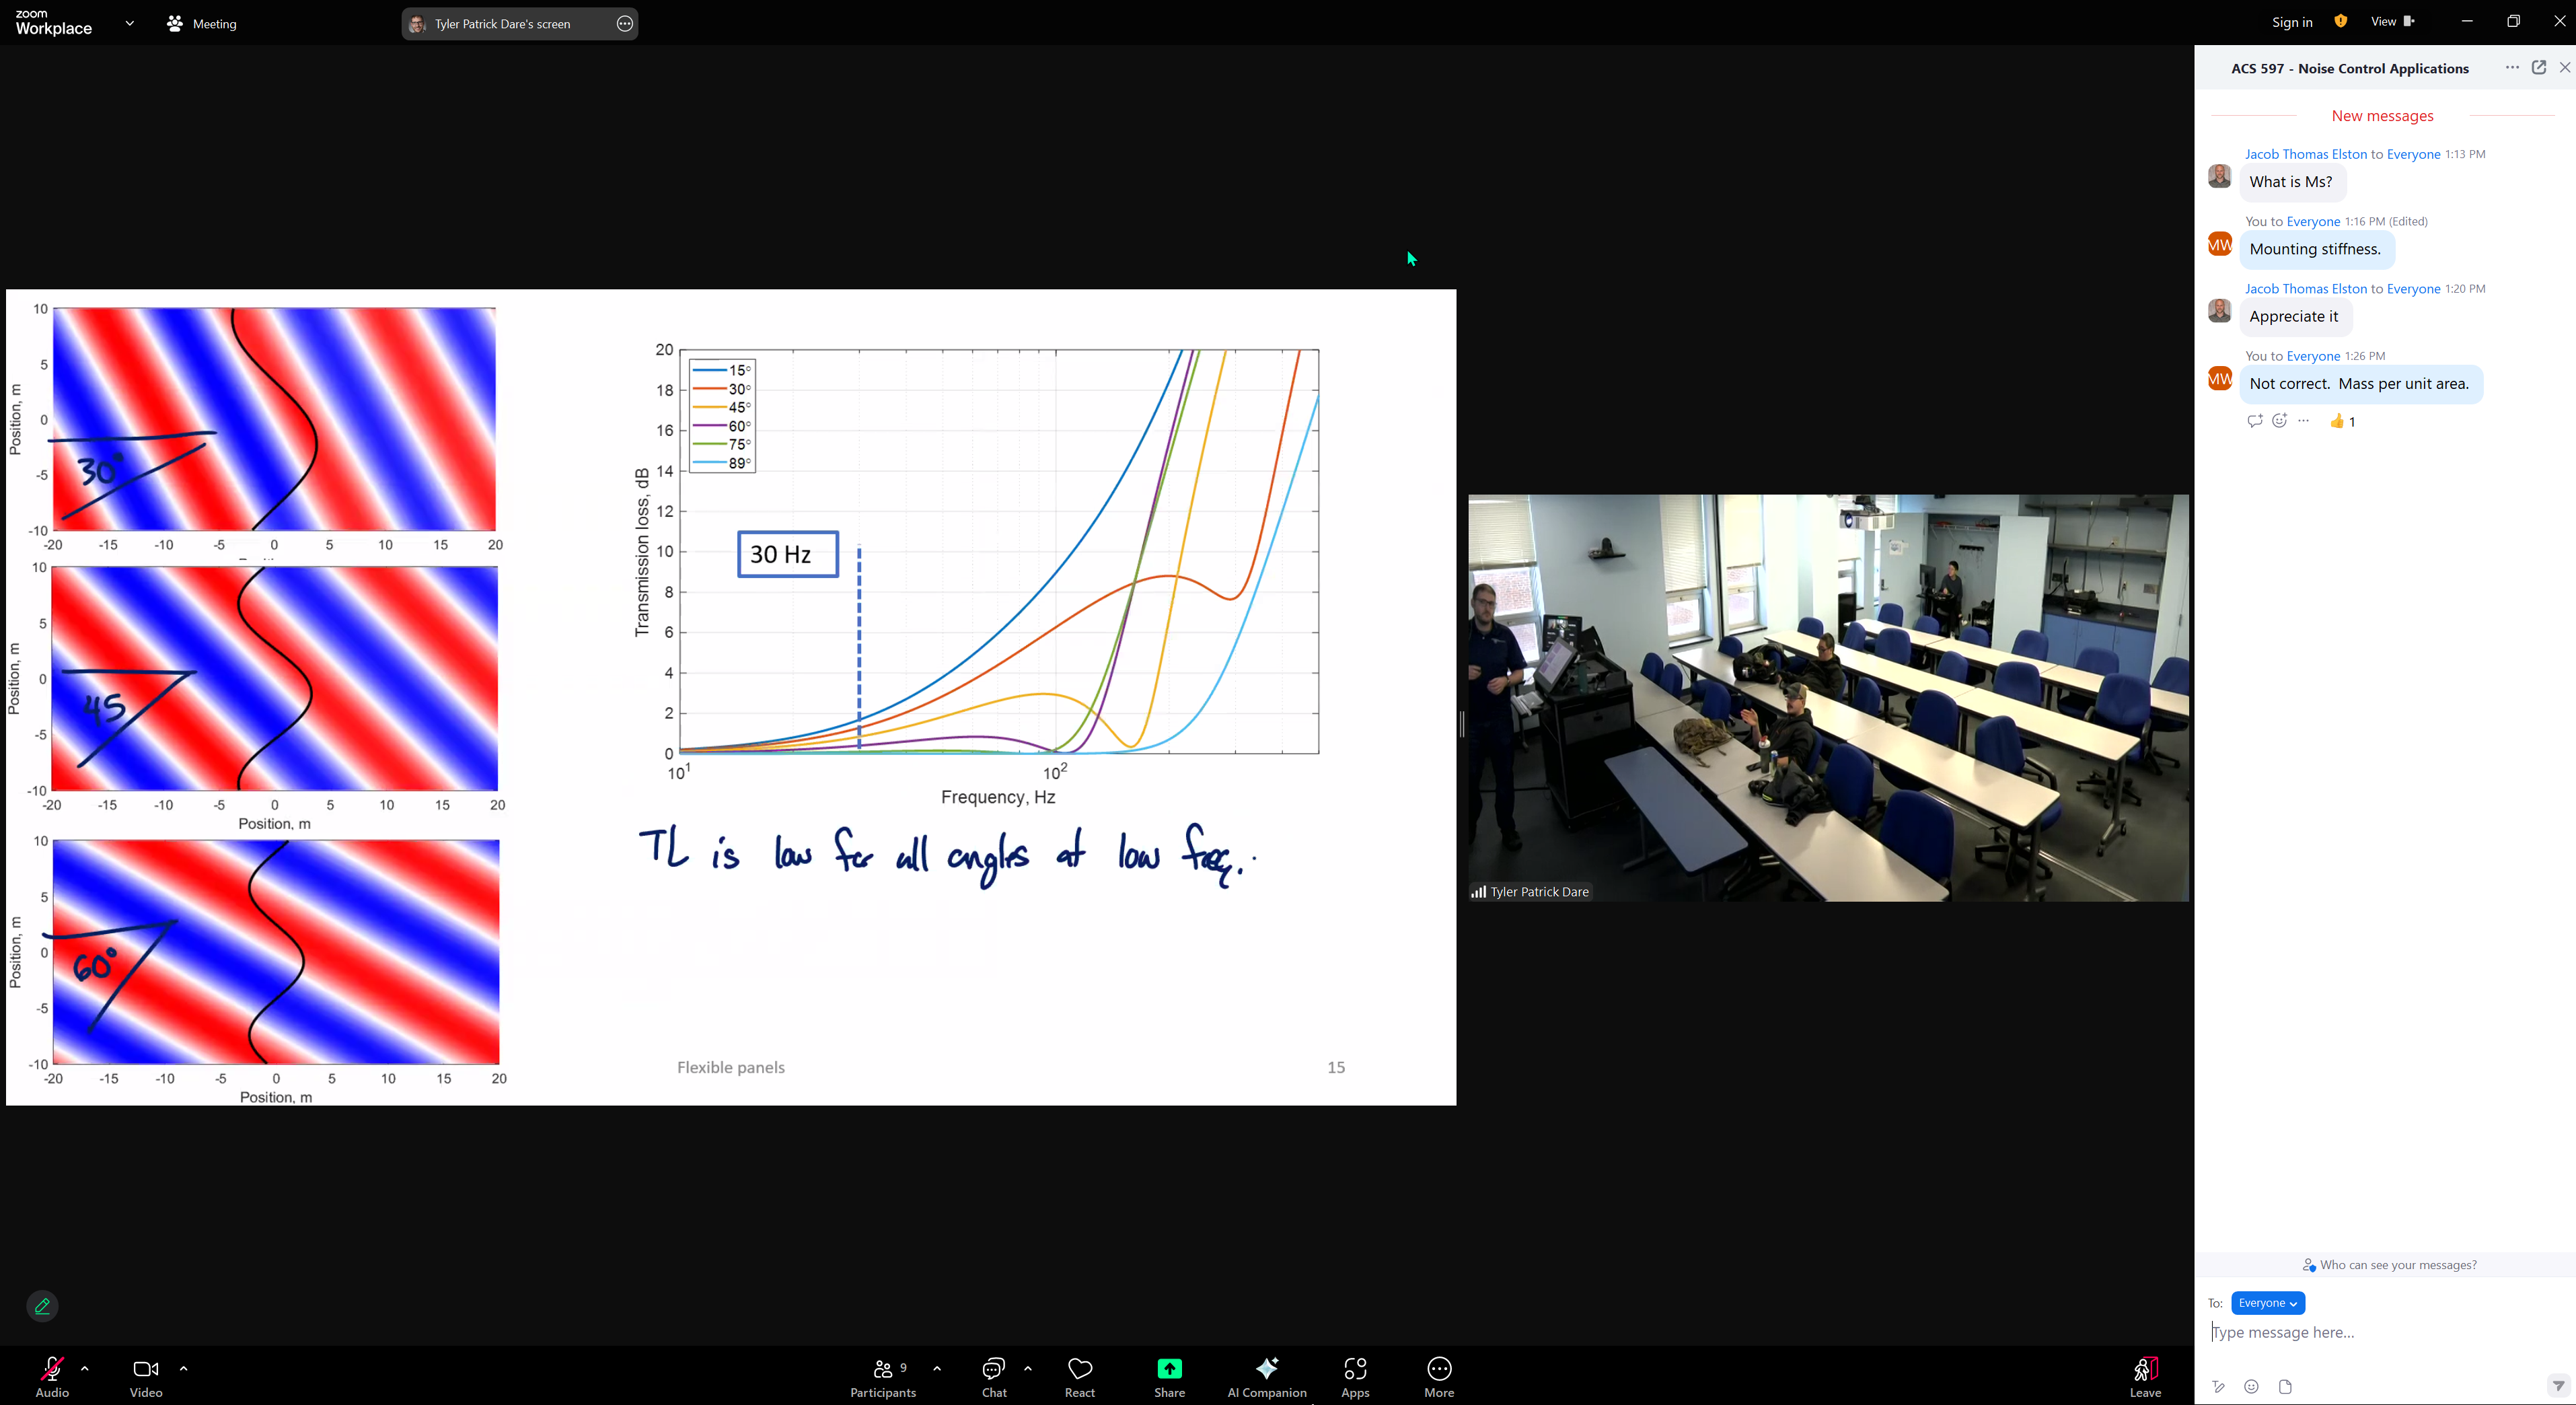 zoom
Workplace
Meeting
Tyler Patrick Dare's screen
Sign in
View
ACS 597 - Noise Control Applications
New messages
Jacob Thomas Elston to Everyone 1:13 PM
What is Ms?
You to Everyone 1:16 PM (Edited)
MW
Mounting stiffness.
Jacob Thomas Elston to Everyone 1:20 PM
Appreciate it
You to Everyone 1:26 PM
MW
Not correct. Mass per unit area.
1
10
5
0
-5
-10
Position, m
30°
-20 -15 -10 -5 0 5 10 15 20
10
5
0
-5
-10
Position, m
45
-20 -15 -10 -5 0 5 10 15 20
Position, m
10
5
0
-5
-10
Position, m
60°
-20 -15 -10 -5 0 5 10 15 20
Position, m
20
18
16
14
12
10
8
6
4
2
0
Transmission loss, dB
15°
30°
45°
60°
75°
89°
30 Hz
10¹ 10²
Frequency, Hz
TL is low for all angles at low freq.
Flexible panels
15
Tyler Patrick Dare
Who can see your messages?
To: Everyone
Type message here...
Audio
Video
9
Participants
Chat
React
Share
AI Companion
Apps
More
Leave